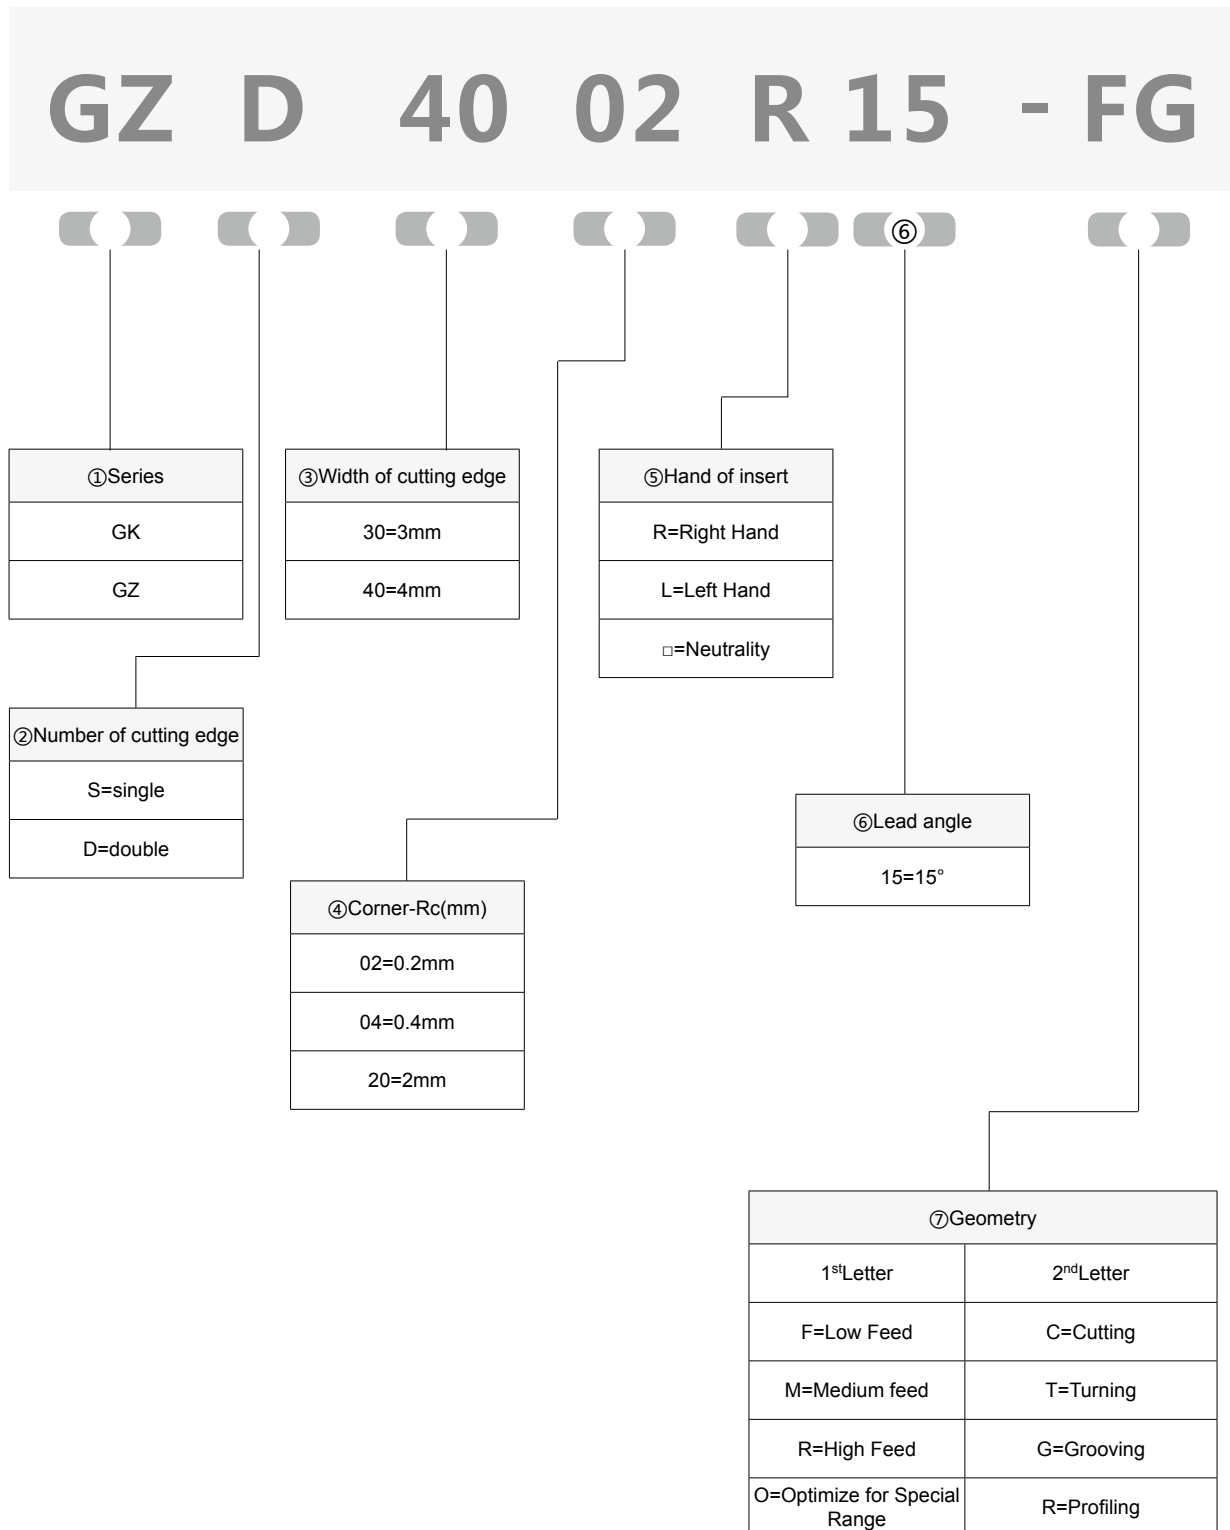 GZ D 40 02 R 15 - FG
⑥
①Series
GK
GZ
③Width of cutting edge
30=3mm
40=4mm
⑤Hand of insert
R=Right Hand
L=Left Hand
□=Neutrality
②Number of cutting edge
S=single
D=double
⑥Lead angle
15=15°
④Corner-Rc(mm)
02=0.2mm
04=0.4mm
20=2mm
⑦Geometry
1stLetter 2ndLetter
F=Low Feed C=Cutting
M=Medium feed T=Turning
R=High Feed G=Grooving
O=Optimize for Special
Range
R=Profiling